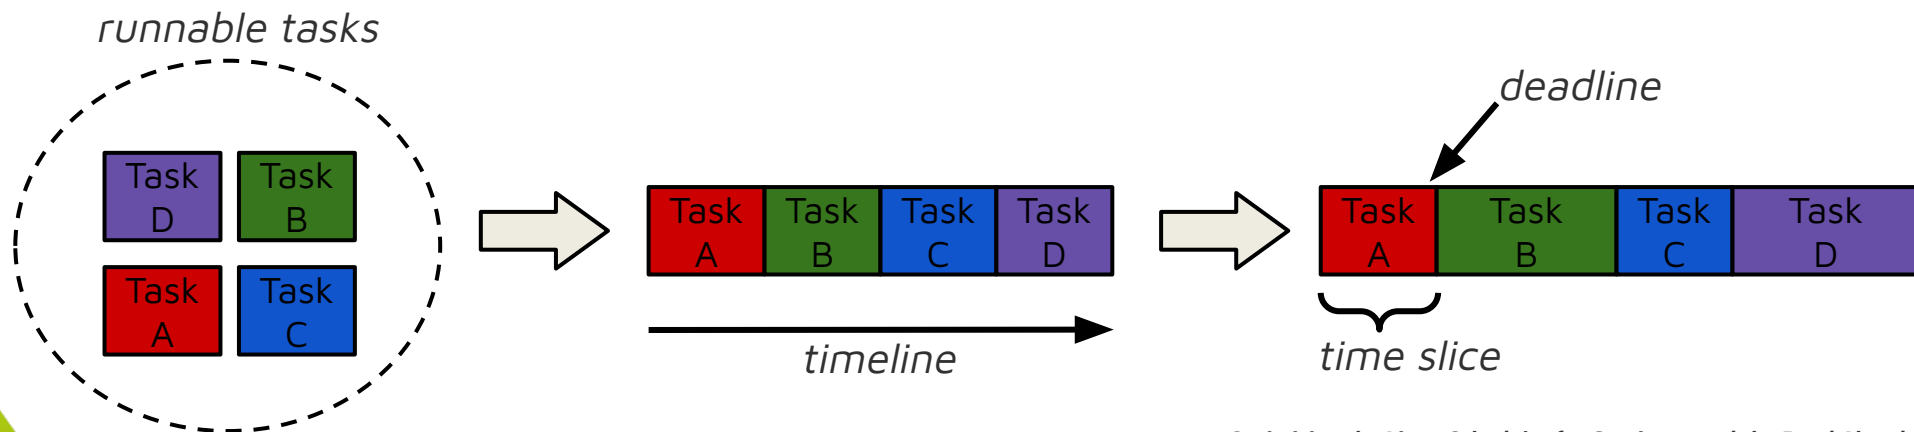 runnable tasks
Task
D
Task
B
Task
A
Task
C
Task
A
Task
B
Task
C
Task
D
timeline
deadline
Task
A
Task
B
Task
C
Task
D
time slice